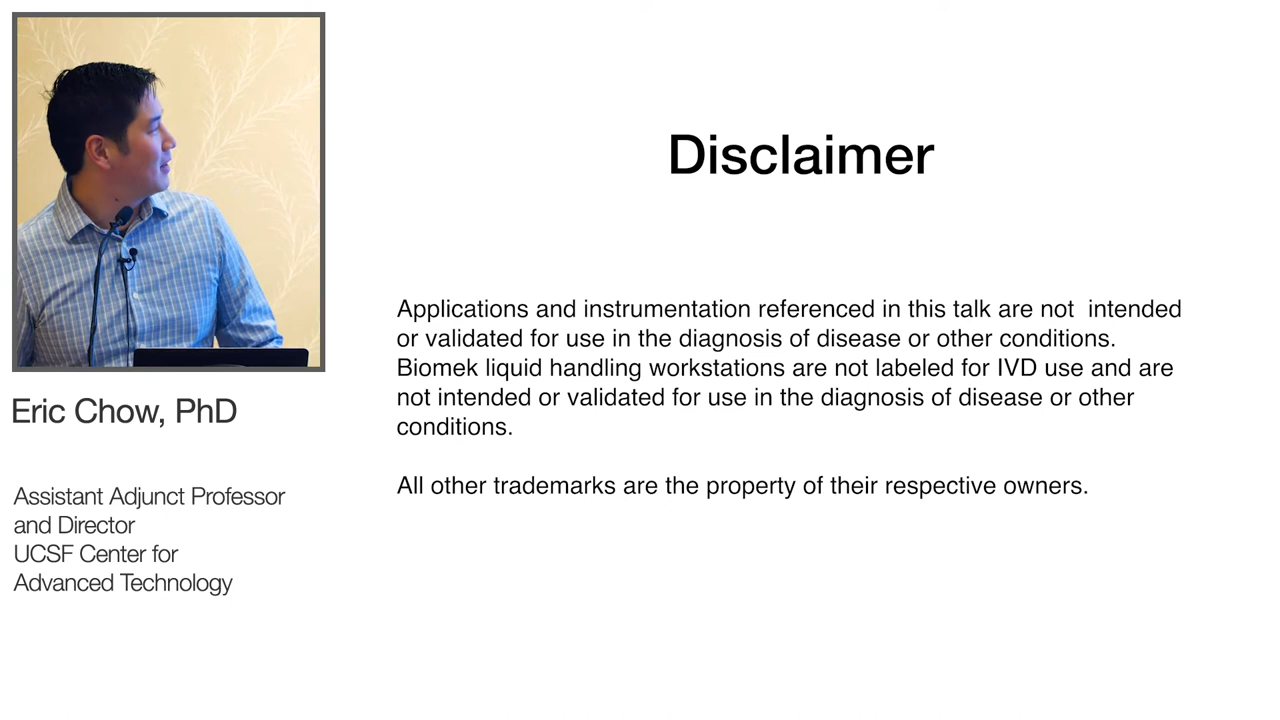 Disclaimer
Applications and instrumentation referenced in this talk are not  intended
or validated for use in the diagnosis of disease or other conditions.
Biomek liquid handling workstations are not labeled for IVD use and are
not intended or validated for use in the diagnosis of disease or other
conditions.
All other trademarks are the property of their respective owners.
Eric Chow, PhD
Assistant Adjunct Professor
and Director
UCSF Center for
Advanced Technology